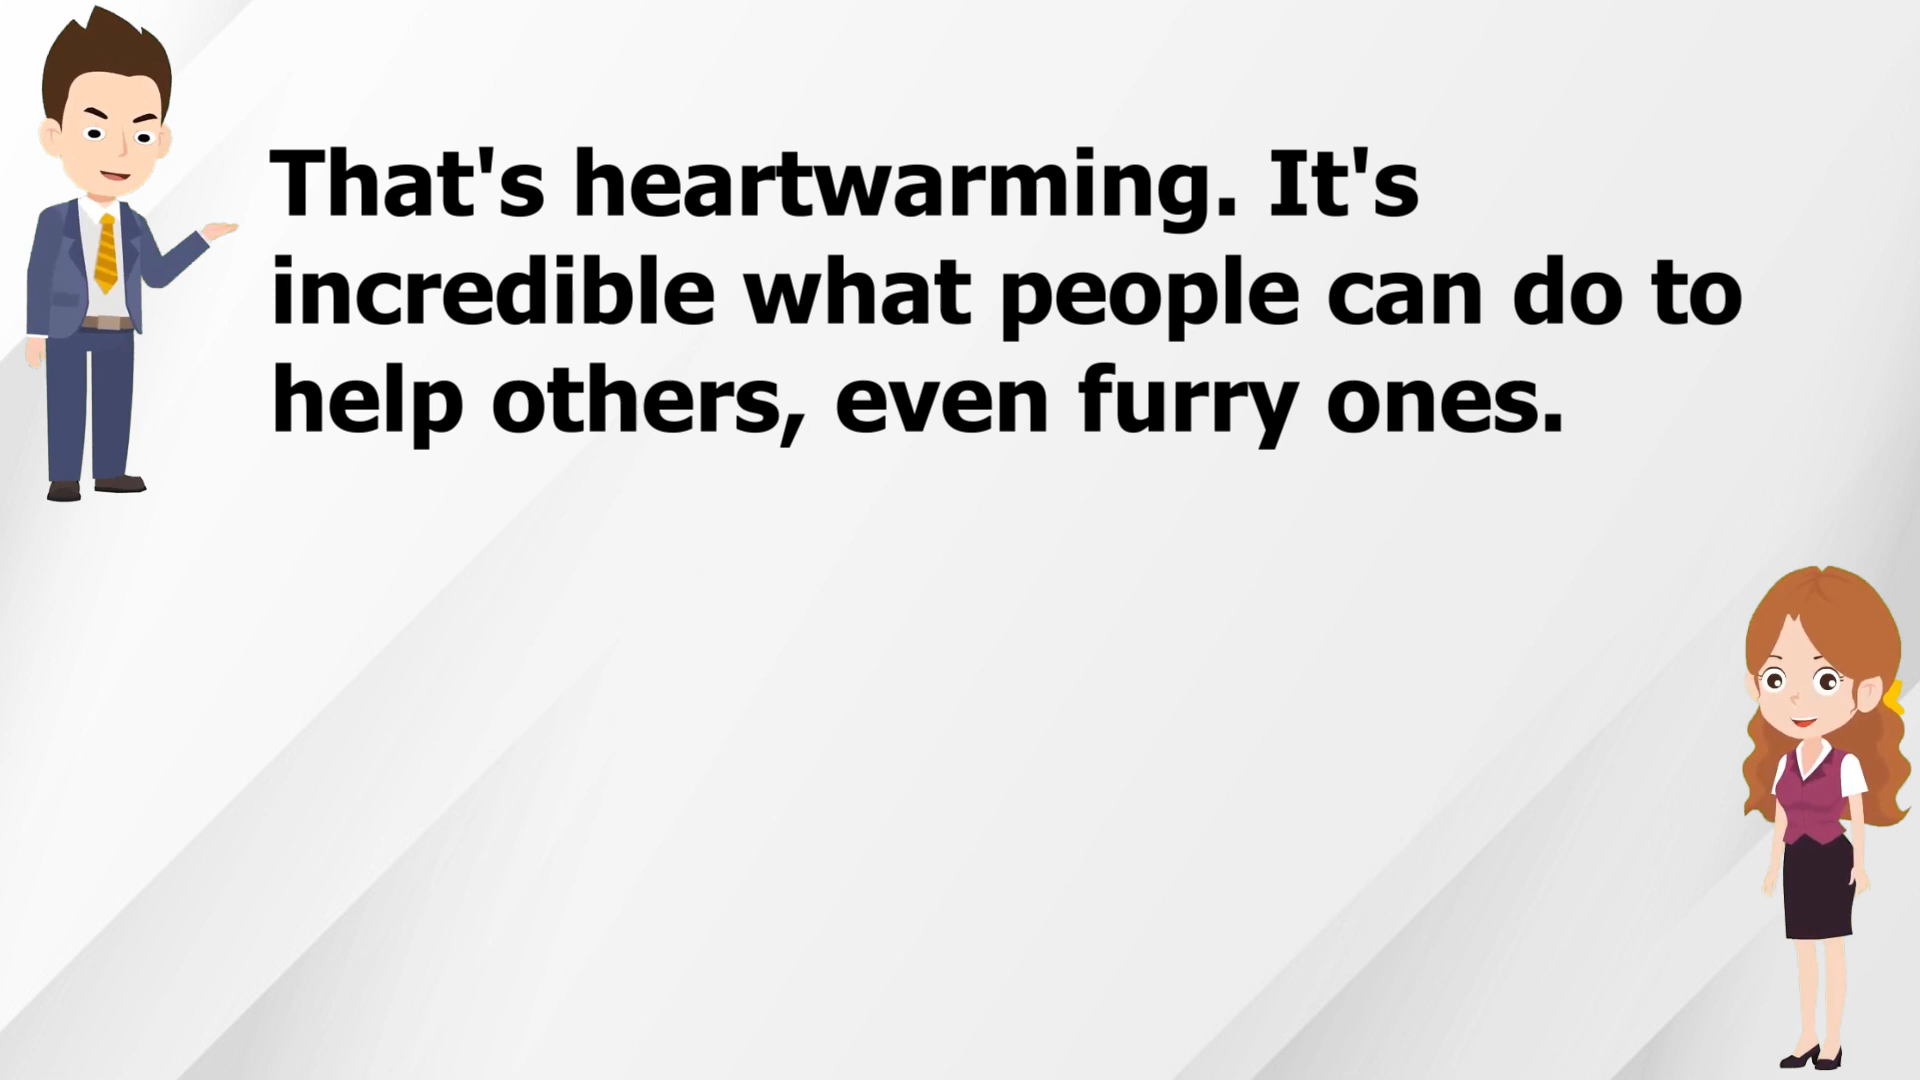 That's heartwarming. It's
incredible what people can do to
help others, even furry ones.